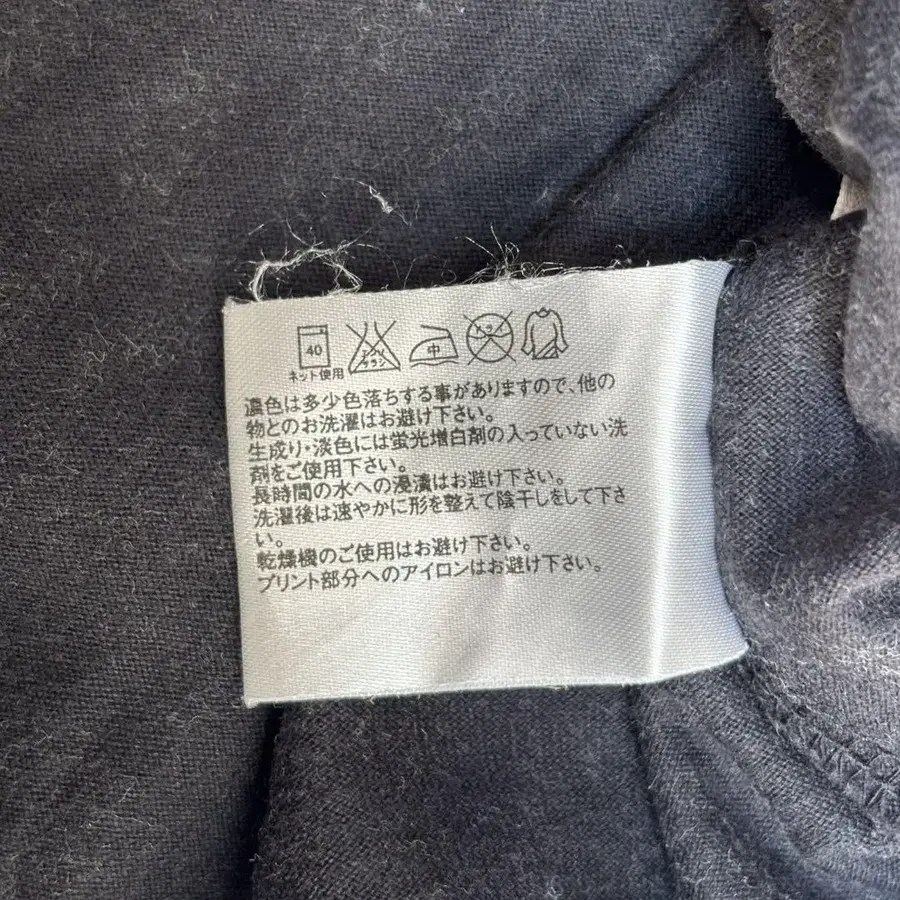 40
ネット使用
エンソ
サラシ
中
濃色は多少色落ちする事がありますので、他の
物とのお洗濯はお避け下さい。
生成り・淡色には蛍光増白剤の入っていない洗
剤をご使用下さい。
長時間の水への浸漬はお避け下さい。
洗濯後は速やかに形を整えて陰干しをして下さ
い。
乾燥機のご使用はお避け下さい。
プリント部分へのアイロンはお避け下さい。